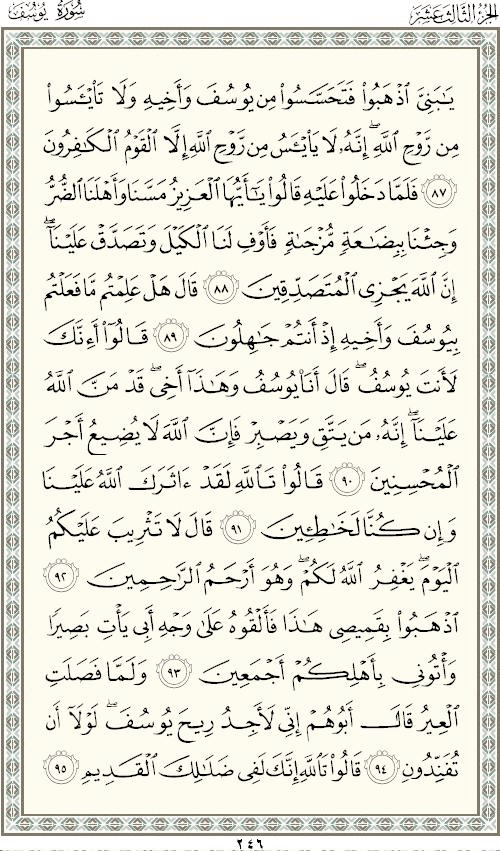 الجزء الثالث عشر
سورة يوسف
يَٰبَنِىَّ ٱذْهَبُوا۟ فَتَحَسَّسُوا۟ مِن يُوسُفَ وَأَخِيهِ وَلَا تَا۟يْـَٔسُوا۟
مِن رَّوْحِ ٱللَّهِ ۖ إِنَّهُۥ لَا يَا۟يْـَٔسُ مِن رَّوْحِ ٱللَّهِ إِلَّا ٱلْقَوْمُ ٱلْكَٰفِرُونَ
٨٧ فَلَمَّا دَخَلُوا۟ عَلَيْهِ قَالُوا۟ يَٰٓأَيُّهَا ٱلْعَزِيزُ مَسَّنَا وَأَهْلَنَا ٱلضُّرُّ
وَجِئْنَا بِبِضَٰعَةٍ مُّزْجَىٰةٍ فَأَوْفِ لَنَا ٱلْكَيْلَ وَتَصَدَّقْ عَلَيْنَآ ۖ
إِنَّ ٱللَّهَ يَجْزِى ٱلْمُتَصَدِّقِينَ ٨٨ قَالَ هَلْ عَلِمْتُم مَّا فَعَلْتُم
بِيُوسُفَ وَأَخِيهِ إِذْ أَنتُمْ جَٰهِلُونَ ٨٩ قَالُوٓا۟ أَءِنَّكَ
لَأَنتَ يُوسُفُ ۖ قَالَ أَنَا۠ يُوسُفُ وَهَٰذَآ أَخِى ۖ قَدْ مَنَّ ٱللَّهُ
عَلَيْنَآ ۖ إِنَّهُۥ مَن يَتَّقِ وَيَصْبِرْ فَإِنَّ ٱللَّهَ لَا يُضِيعُ أَجْرَ
ٱلْمُحْسِنِينَ ٩٠ قَالُوا۟ تَٱللَّهِ لَقَدْ ءَاثَرَكَ ٱللَّهُ عَلَيْنَا
وَإِن كُنَّا لَخَٰطِـِٔينَ ٩١ قَالَ لَا تَثْرِيبَ عَلَيْكُمُ
ٱلْيَوْمَ ۖ يَغْفِرُ ٱللَّهُ لَكُمْ ۖ وَهُوَ أَرْحَمُ ٱلرَّٰحِمِينَ ٩٢
ٱذْهَبُوا۟ بِقَمِيصِى هَٰذَا فَأَلْقُوهُ عَلَىٰ وَجْهِ أَبِى يَأْتِ بَصِيرًا
وَأْتُونِى بِأَهْلِكُمْ أَجْمَعِينَ ٩٣ وَلَمَّا فَصَلَتِ
ٱلْعِيرُ قَالَ أَبُوهُمْ إِنِّى لَأَجِدُ رِيحَ يُوسُفَ ۖ لَوْلَآ أَن
تُفَنِّدُونِ ٩٤ قَالُوا۟ تَٱللَّهِ إِنَّكَ لَفِى ضَلَٰلِكَ ٱلْقَدِيمِ ٩٥
٢٤٦